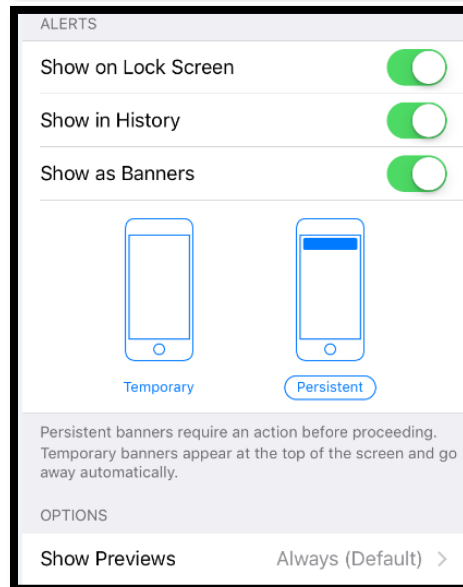 ALERTS
Show on Lock Screen
Show in History
Show as Banners
Temporary
Persistent
Persistent banners require an action before proceeding.
Temporary banners appear at the top of the screen and go
away automatically.
OPTIONS
Show Previews Always (Default) >